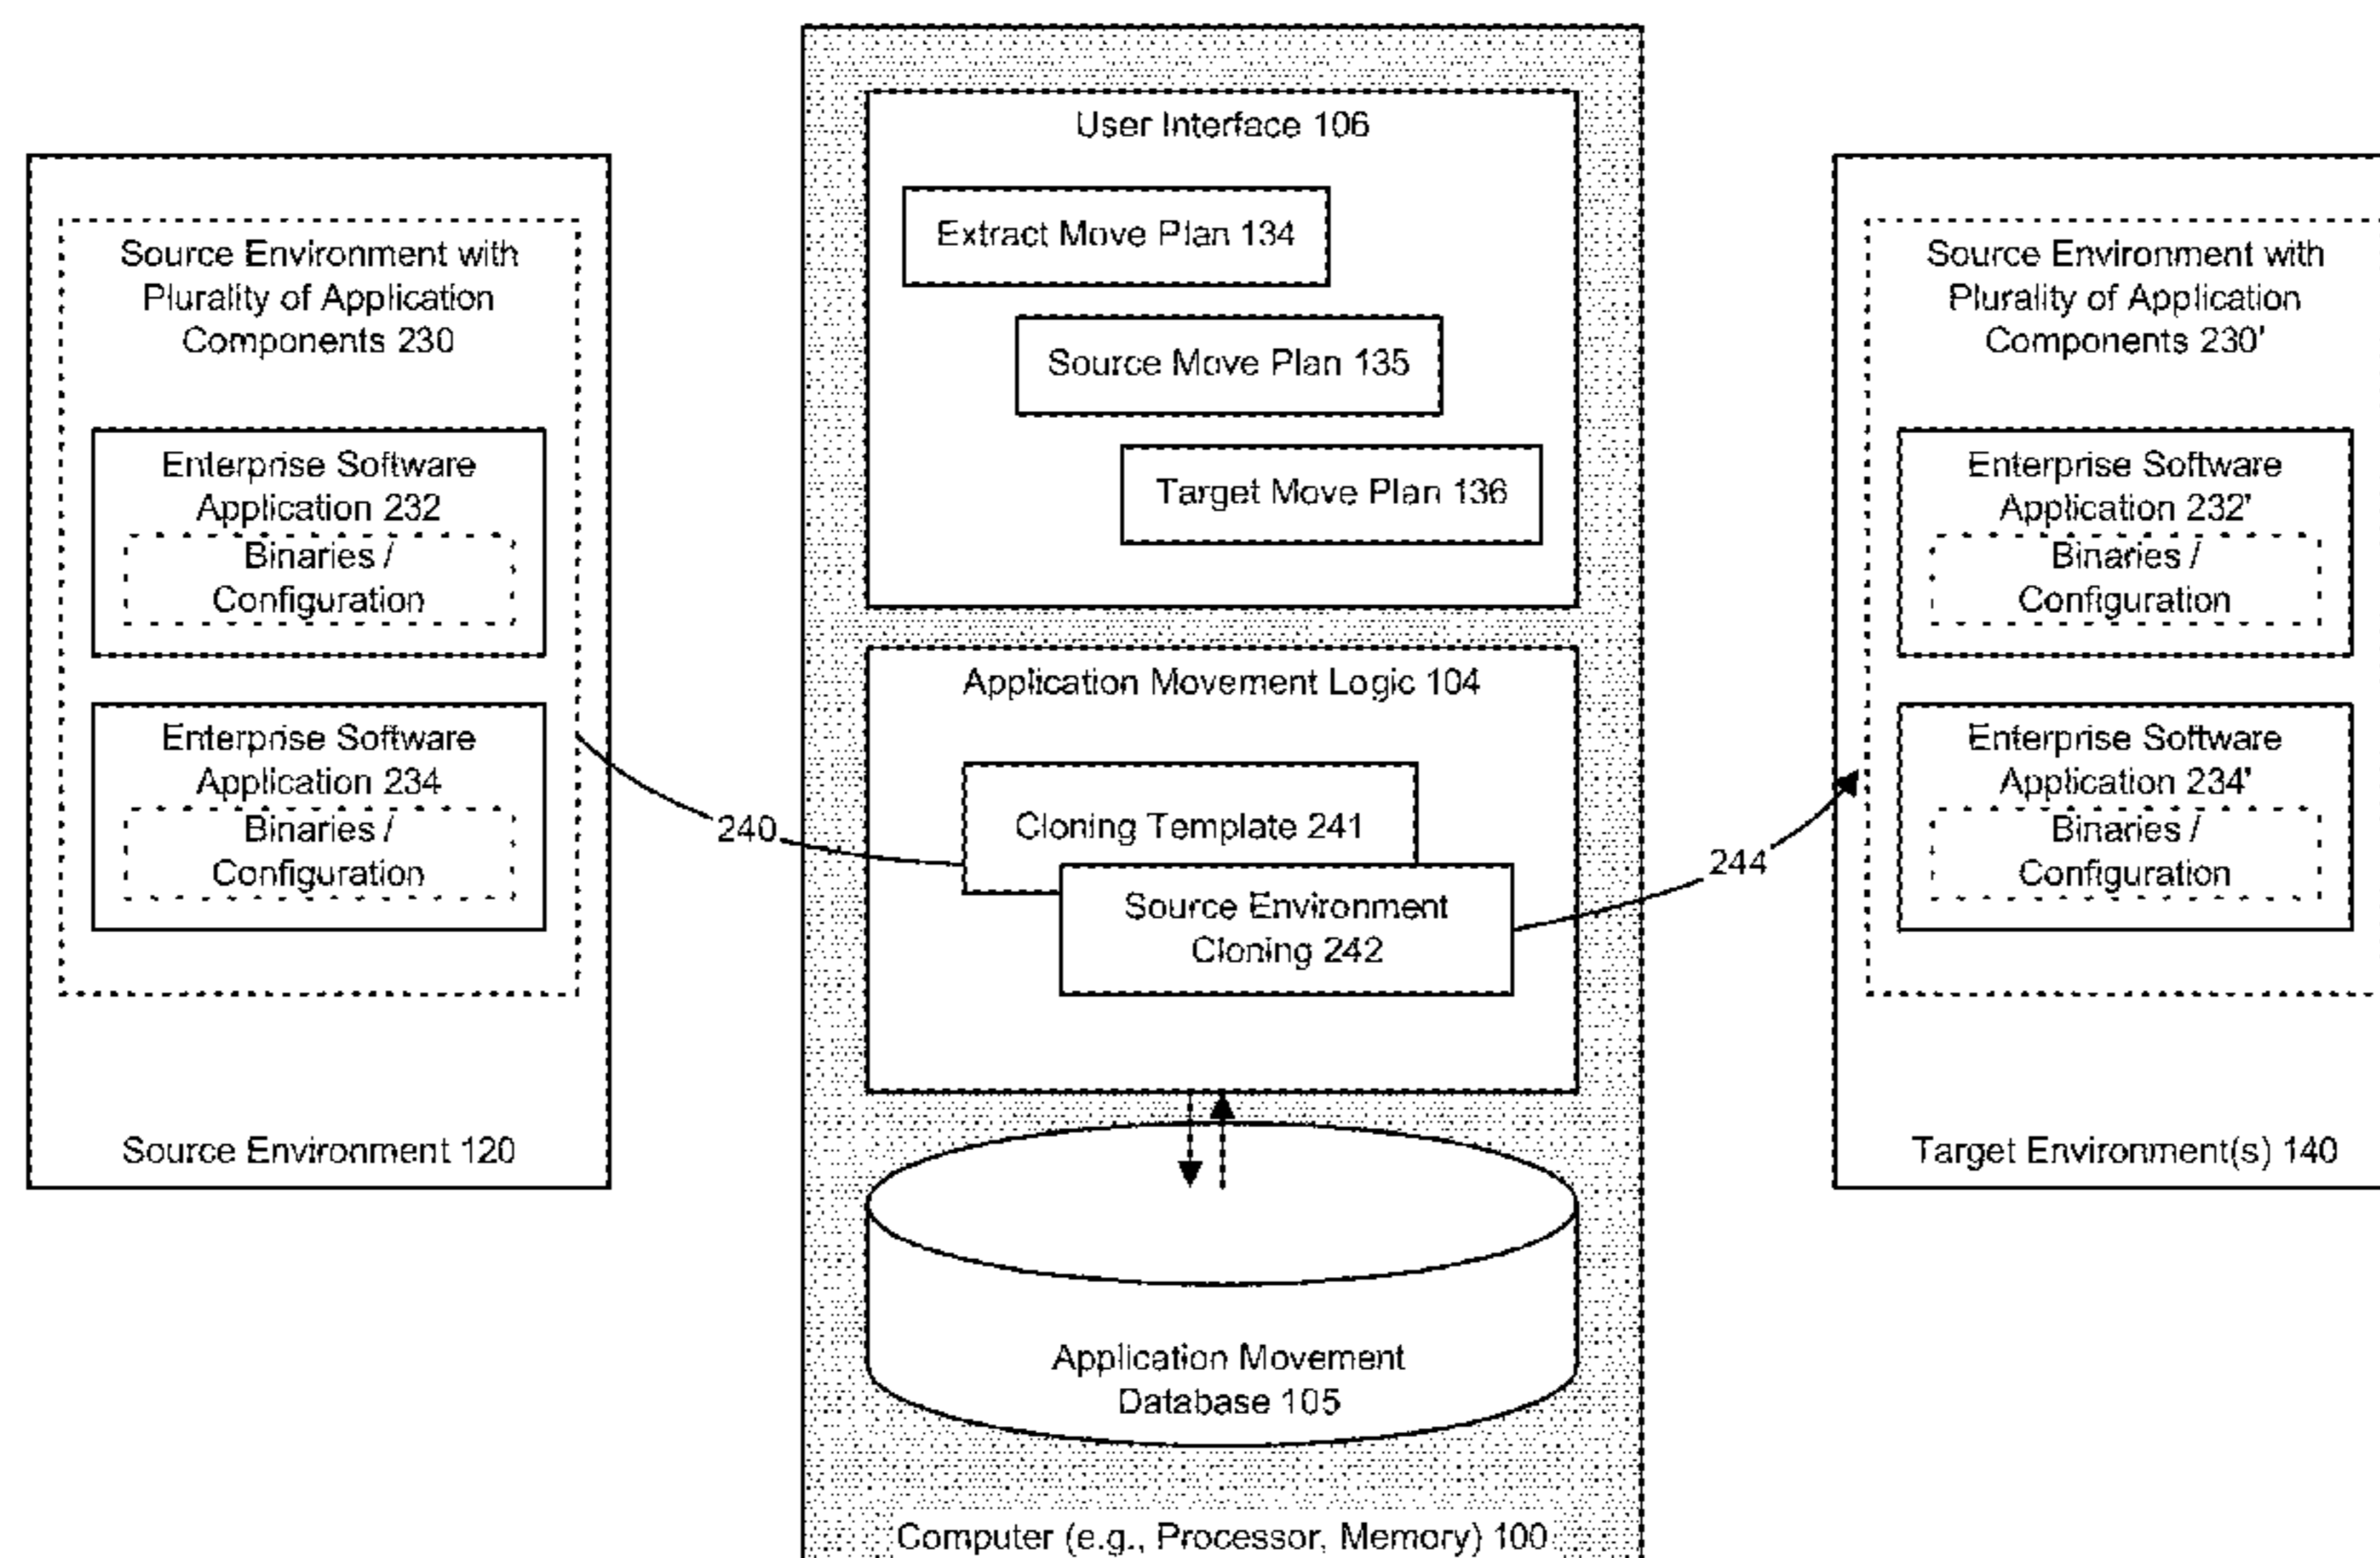 User Interface 106
Extract Move Plan 134
Source Move Plan 135
Target Move Plan 136
Source Environment with
Plurality of Application
Components 230
Enterprise Software
Application 232
Binaries /
Configuration
Enterprise Software
Application 234
Binaries /
Configuration
Source Environment 120
240
Application Movement Logic 104
Cloning Template 241
Source Environment
Cloning 242
Application Movement
Database 105
Computer (e.g., Processor, Memory) 100
244
Source Environment with
Plurality of Application
Components 230'
Enterprise Software
Application 232'
Binaries /
Configuration
Enterprise Software
Application 234'
Binaries /
Configuration
Target Environment(s) 140